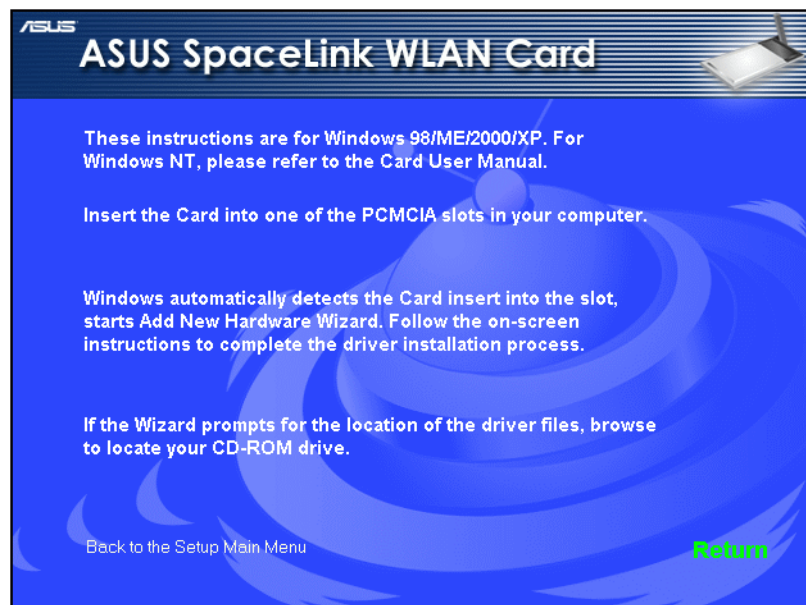 ASUS
ASUS SpaceLink WLAN Card
These instructions are for Windows 98/ME/2000/XP. For
Windows NT, please refer to the Card User Manual.
Insert the Card into one of the PCMCIA slots in your computer.
Windows automatically detects the Card insert into the slot,
starts Add New Hardware Wizard. Follow the on-screen
instructions to complete the driver installation process.
If the Wizard prompts for the location of the driver files, browse
to locate your CD-ROM drive.
Back to the Setup Main Menu
Return